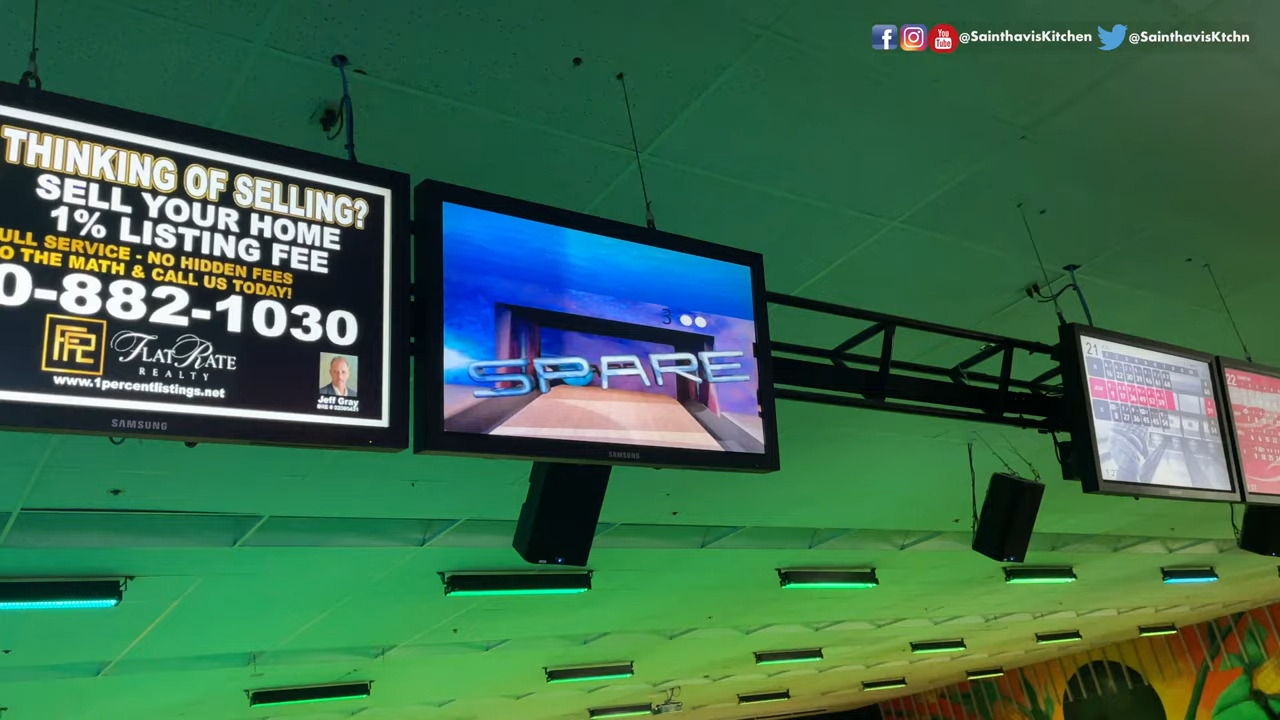 @SainthavisKitchen
@SainthavisKtchn
THINKING OF SELLING?
SELL YOUR HOME
1% LISTING FEE
ULL SERVICE - NO HIDDEN FEES
O THE MATH & CALL US TODAY!
0-882-1030
FLAT RATE
REALTY
www.1percentlistings.net
Jeff Gray
SAMSUNG
3
SPARE
SAMSUNG
21
22